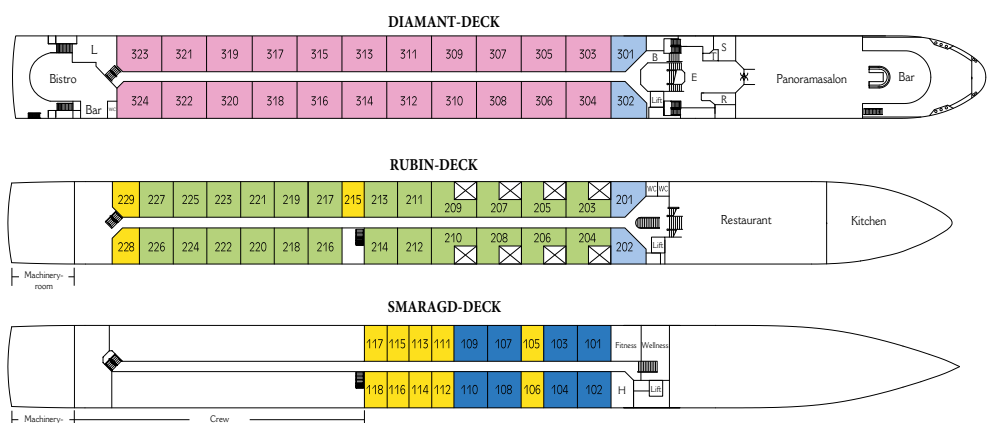 DIAMANT-DECK
L 323 321 319 317 315 313 311 309 307 305 303 301 B S
Bistro E Panoramasalon Bar
Bar WC 324 322 320 318 316 314 312 310 308 306 304 302 Lift R
RUBIN-DECK
229 227 225 223 221 219 217 215 213 211 209 207 205 203 201 WC WC
Restaurant Kitchen
228 226 224 222 220 218 216 214 212 210 208 206 204 202 Lift
Machinery-
room
SMARAGD-DECK
117 115 113 111 109 107 105 103 101 Fitness Wellness
118 116 114 112 110 108 106 104 102 H Lift
Machinery- Crew